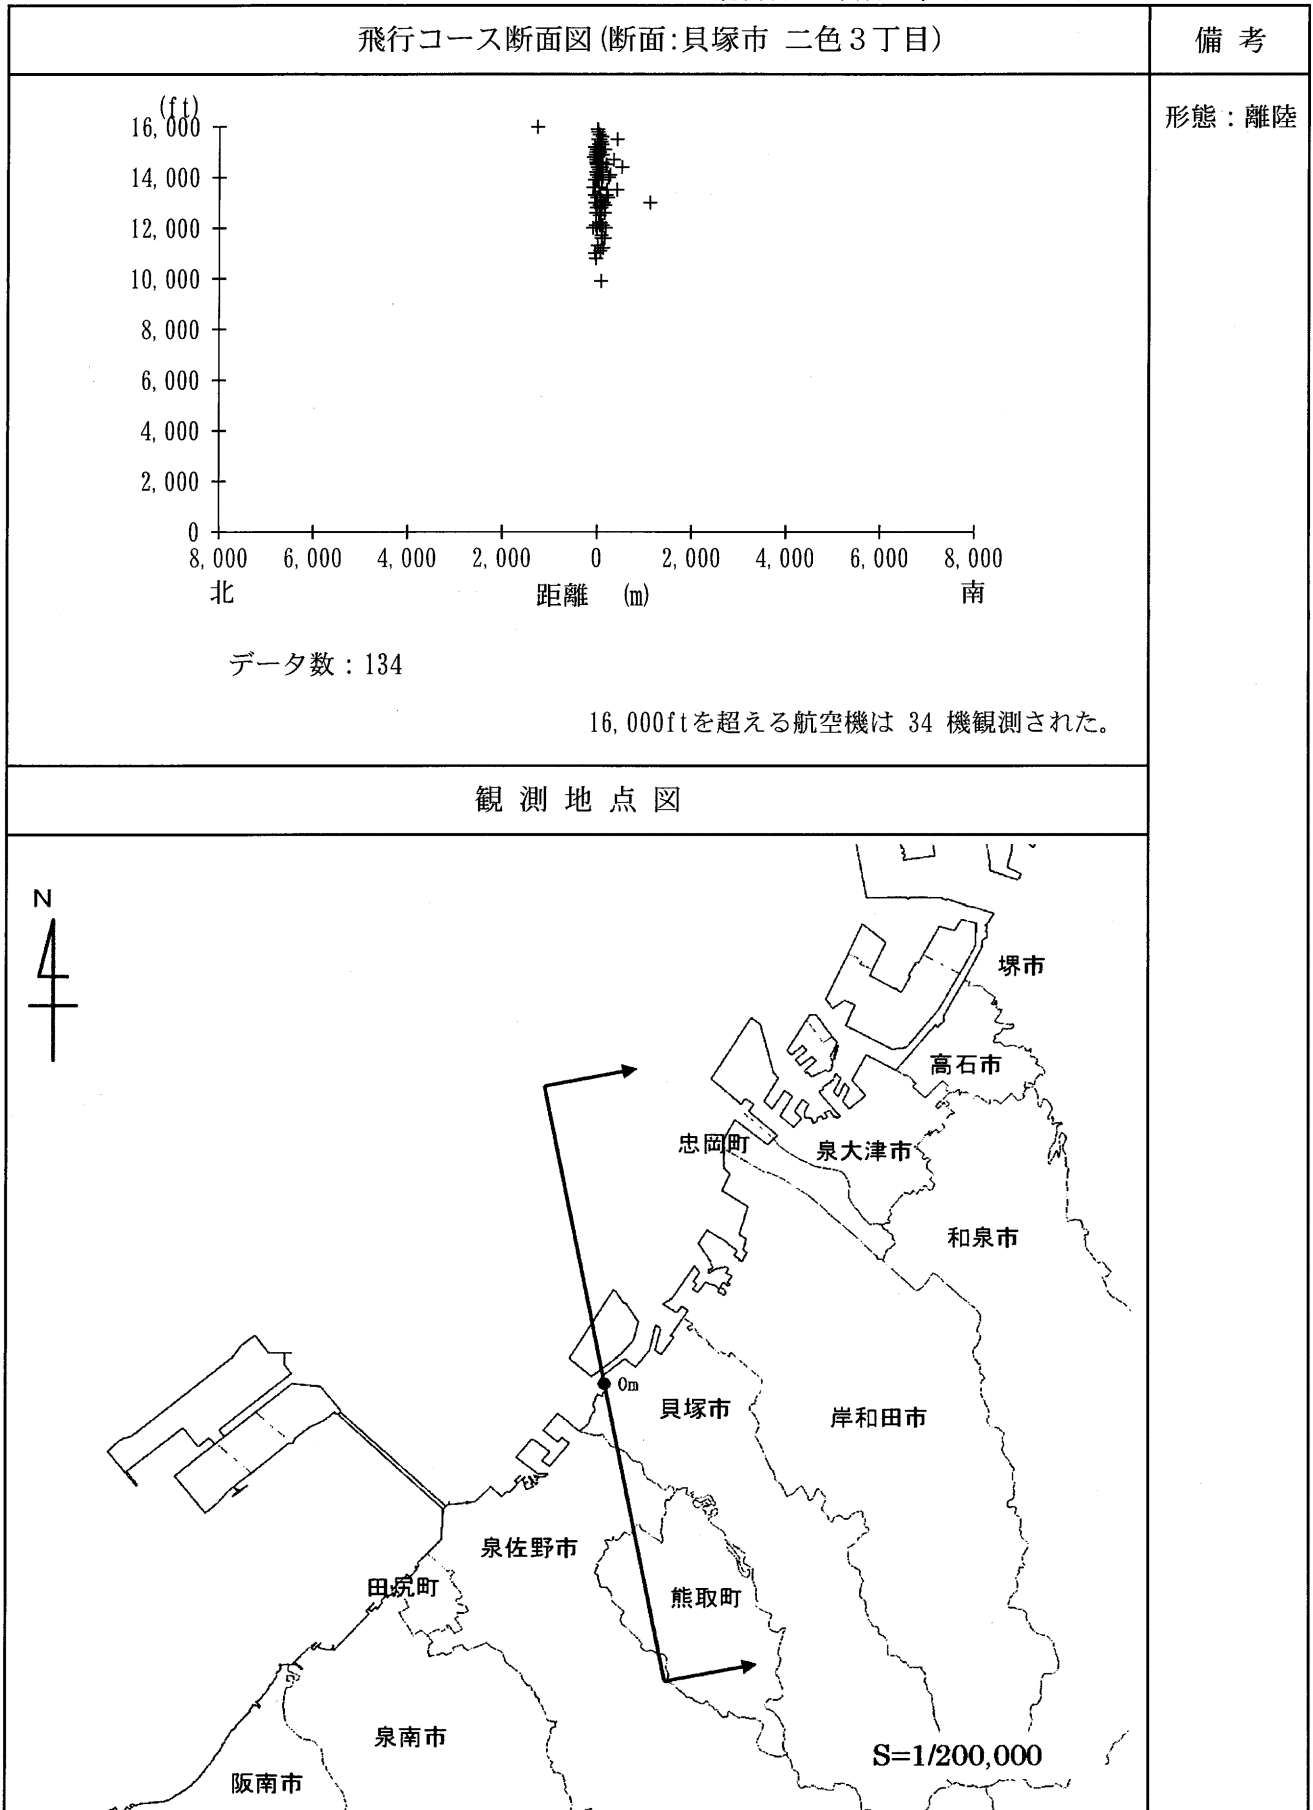 飛行コース断面図(断面:貝塚市 二色3丁目)
備 考
形態:離陸
(ft)
16,000
14,000
12,000
10,000
8,000
6,000
4,000
2,000
0
8,000 6,000 4,000 2,000 0 2,000 4,000 6,000 8,000
北 距離 (m) 南
データ数:134
16,000ftを超える航空機は 34 機観測された。
観 測 地 点 図
N
堺市
高石市
忠岡町
泉大津市
和泉市
0m
貝塚市
岸和田市
泉佐野市
田尻町
熊取町
泉南市
S=1/200,000
阪南市